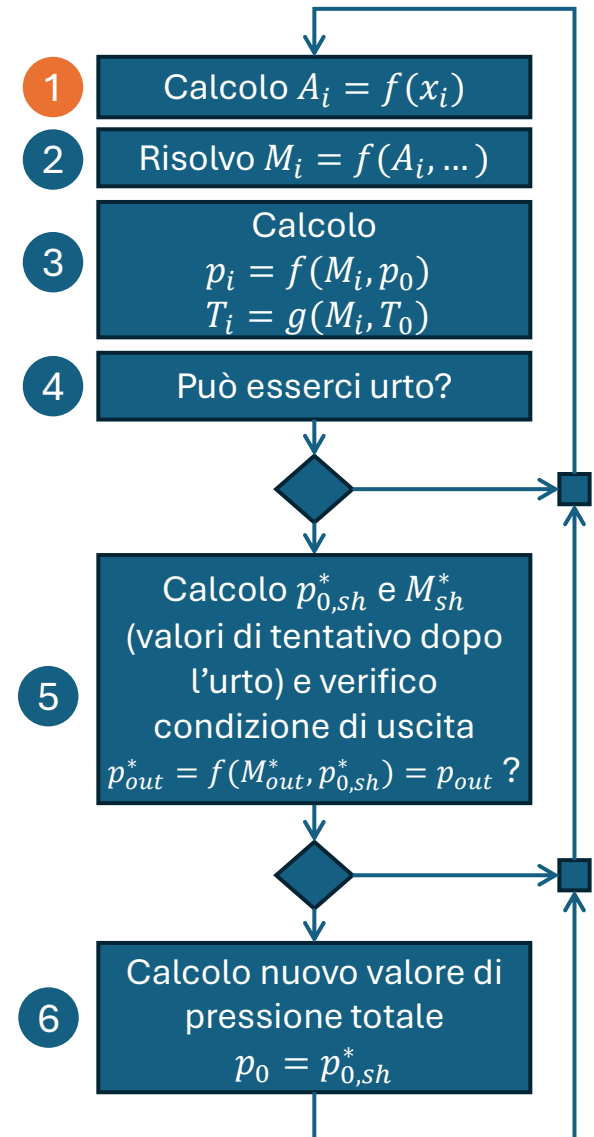 1
Calcolo $A_i = f(x_i)$
2
Risolvo $M_i = f(A_i, \dots)$
3
Calcolo
$p_i = f(M_i, p_0)$
$T_i = g(M_i, T_0)$
4
Può esserci urto?
5
Calcolo $p^*_{0,sh}$ e $M^*_{sh}$
(valori di tentativo dopo
l'urto) e verifico
condizione di uscita
$p^*_{out} = f(M^*_{out}, p^*_{0,sh}) = p_{out}$ ?
6
Calcolo nuovo valore di
pressione totale
$p_0 = p^*_{0,sh}$